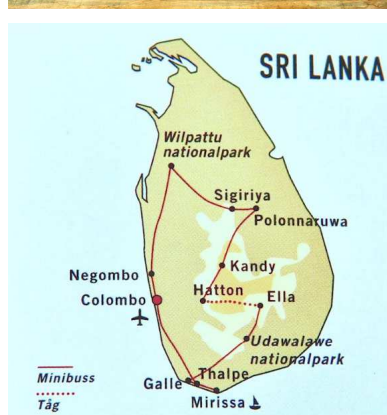 SRI LANKA
Wilpattu
nationalpark
Sigiriya
Polonnaruwa
Kandy
Negombo
Hatton
Ella
Colombo
Udawalawe
nationalpark
Thalpe
Galle
Mirissa
Minibuss
Tåg